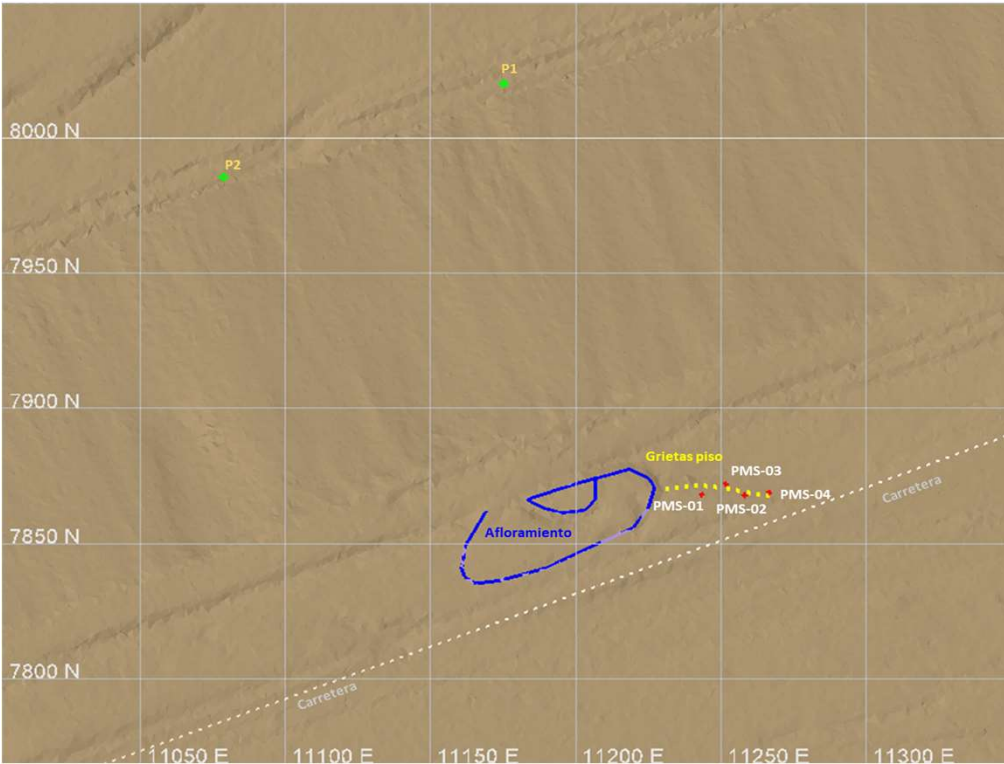 P1
8000 N
P2
7950 N
7900 N
Grietas piso
PMS-03
PMS-04
PMS-01
PMS-02
Carretera
Afloramiento
7850 N
7800 N
Carretera
11050 E
11100 E
11150 E
11200 E
11250 E
11300 E